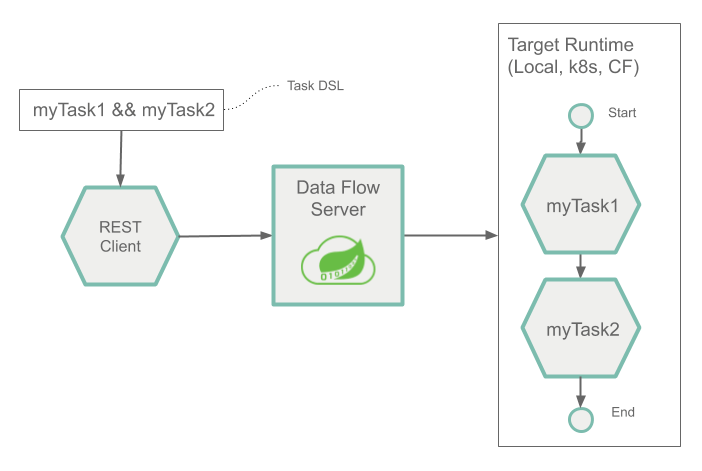 Target Runtime
(Local, k8s, CF)
Task DSL
myTask1 && myTask2
Start
Data Flow
Server
REST
Client
myTask1
myTask2
End